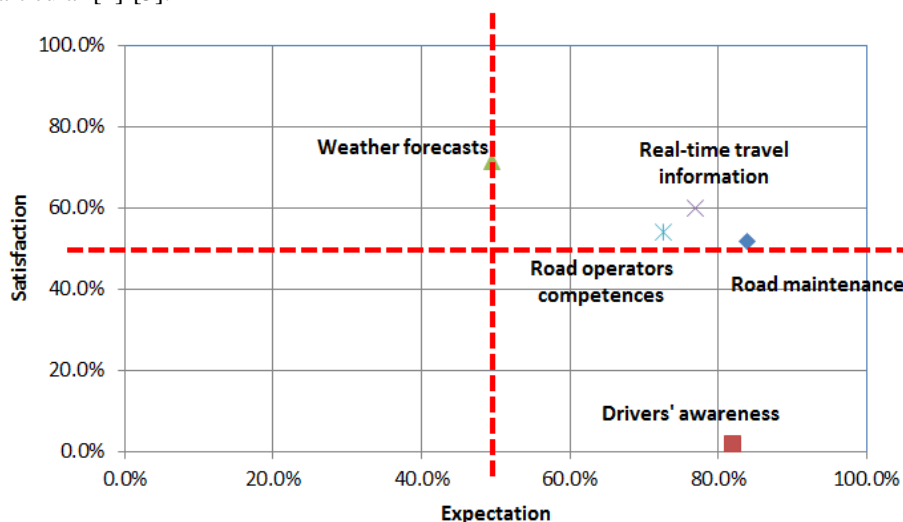 100.0%
80.0%
60.0%
40.0%
20.0%
0.0%
Satisfaction
Weather forecasts
Real-time travel
information
Road operators
competences
Road maintenance
Drivers' awareness
0.0%
20.0%
40.0%
60.0%
80.0%
100.0%
Expectation